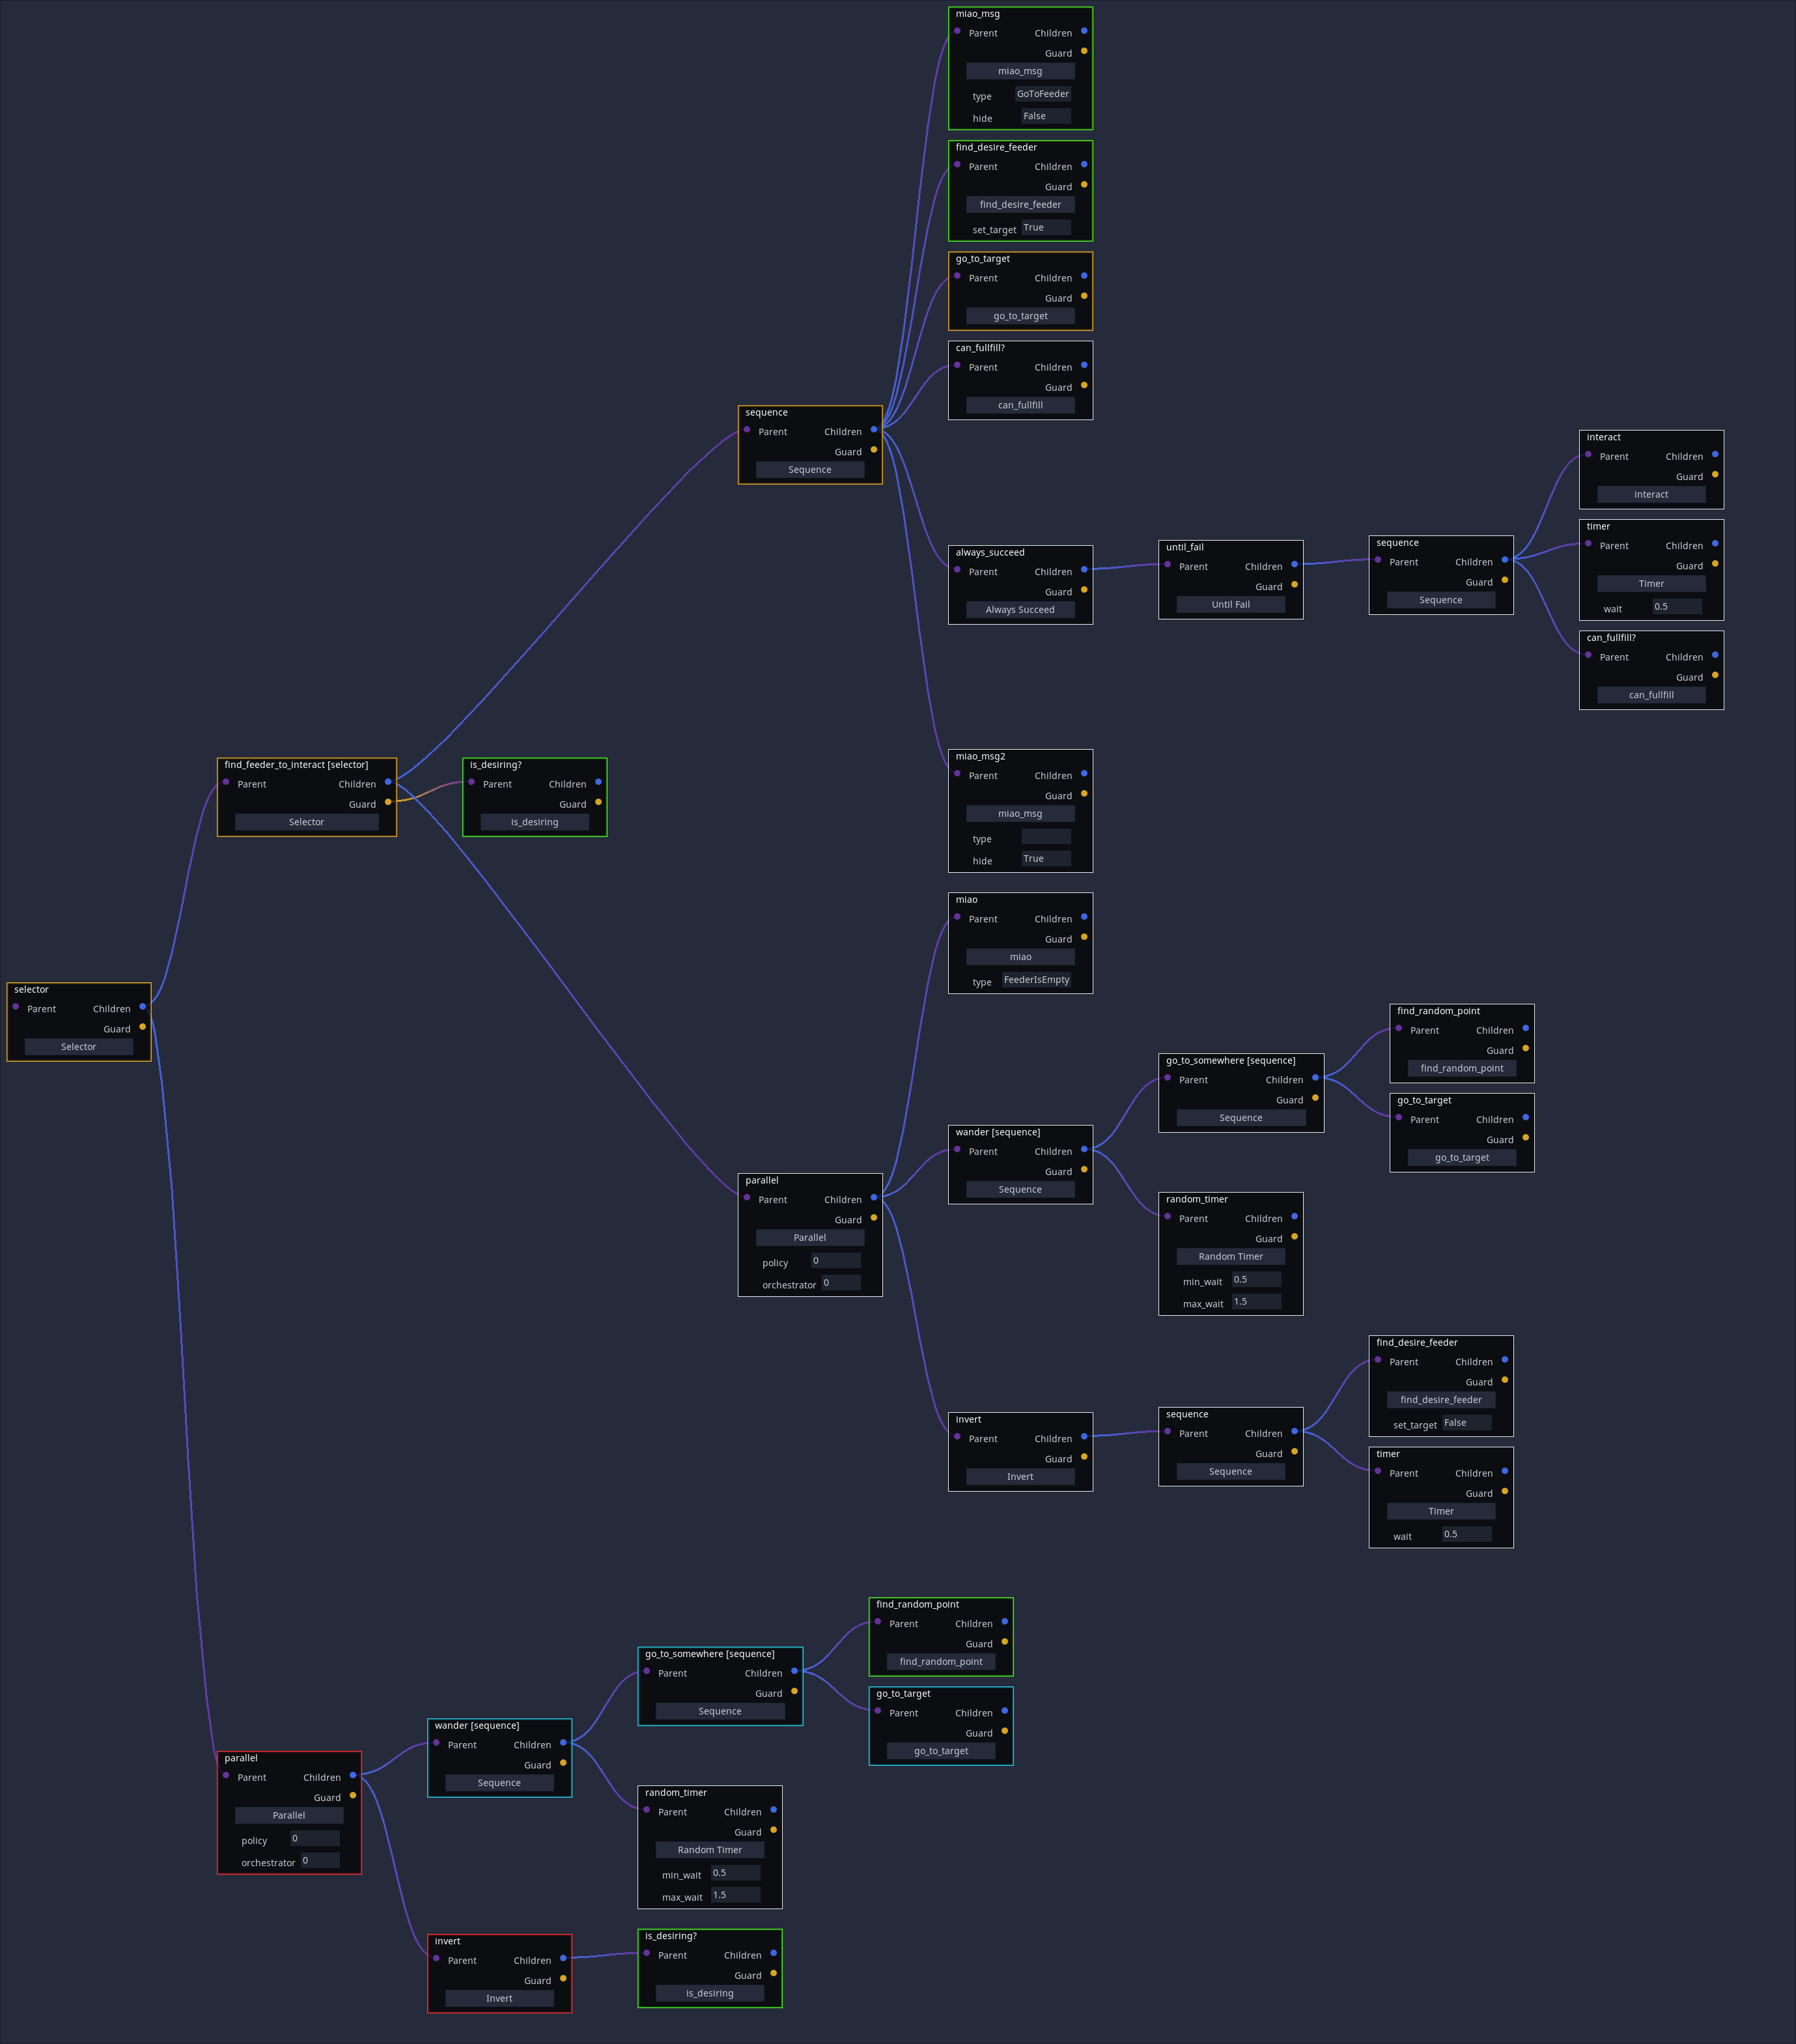 miao_msg
Parent Children
Guard
miao_msg
type GoToFeeder
hide False
find_desire_feeder
Parent Children
Guard
find_desire_feeder
set_target True
go_to_target
Parent Children
Guard
go_to_target
can_fullfill?
Parent Children
Guard
can_fullfill
sequence
Parent Children
Guard
Sequence
interact
Parent Children
Guard
interact
timer
Parent Children
Guard
Timer
wait 0.5
can_fullfill?
Parent Children
Guard
can_fullfill
always_succeed
Parent Children
Guard
Always Succeed
until_fail
Parent Children
Guard
Until Fail
sequence
Parent Children
Guard
Sequence
miao_msg2
Parent Children
Guard
miao_msg
type
hide True
find_feeder_to_interact [selector]
Parent Children
Guard
Selector
is_desiring?
Parent Children
Guard
is_desiring
miao
Parent Children
Guard
miao
type FeederIsEmpty
selector
Parent Children
Guard
Selector
find_random_point
Parent Children
Guard
find_random_point
go_to_somewhere [sequence]
Parent Children
Guard
Sequence
go_to_target
Parent Children
Guard
go_to_target
wander [sequence]
Parent Children
Guard
Sequence
parallel
Parent Children
Guard
Parallel
policy 0
orchestrator 0
random_timer
Parent Children
Guard
Random Timer
min_wait 0.5
max_wait 1.5
find_desire_feeder
Parent Children
Guard
find_desire_feeder
set_target False
invert
Parent Children
Guard
Invert
sequence
Parent Children
Guard
Sequence
timer
Parent Children
Guard
Timer
wait 0.5
find_random_point
Parent Children
Guard
find_random_point
go_to_somewhere [sequence]
Parent Children
Guard
Sequence
go_to_target
Parent Children
Guard
go_to_target
wander [sequence]
Parent Children
Guard
Sequence
parallel
Parent Children
Guard
Parallel
policy 0
orchestrator 0
random_timer
Parent Children
Guard
Random Timer
min_wait 0.5
max_wait 1.5
invert
Parent Children
Guard
Invert
is_desiring?
Parent Children
Guard
is_desiring